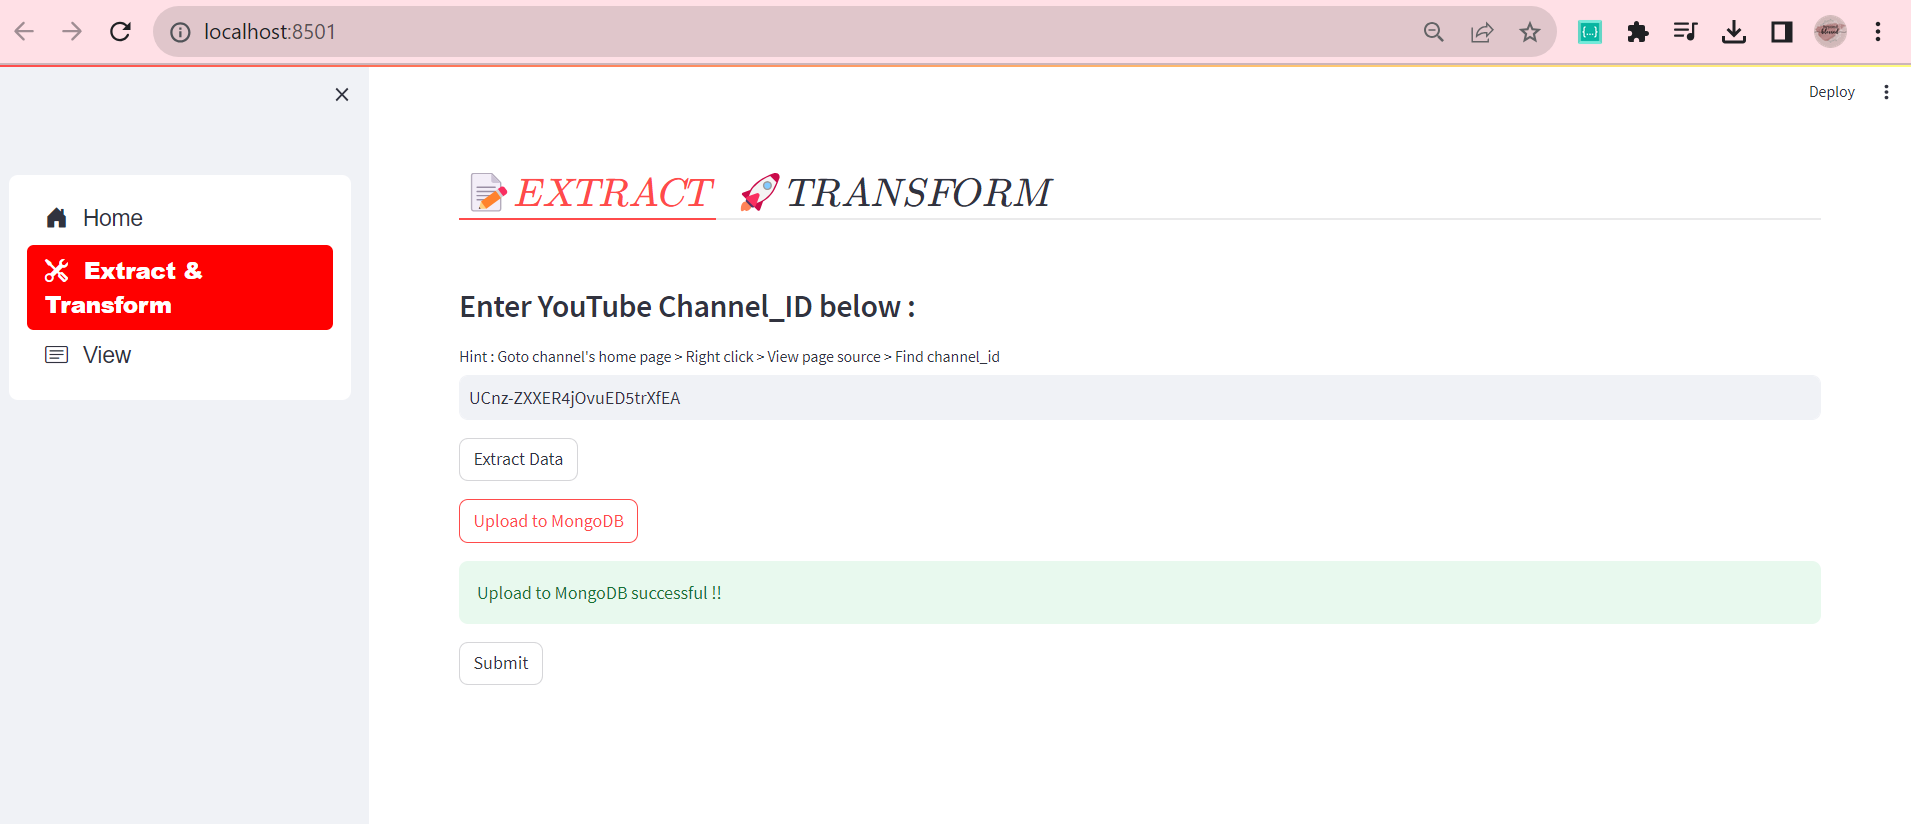 localhost:8501
Deploy
Home
Extract &
Transform
View
EXTRACT TRANSFORM
Enter YouTube Channel_ID below :
Hint : Goto channel's home page > Right click > View page source > Find channel_id
UCnz-ZXXER4jOvuED5trXfEA
Extract Data
Upload to MongoDB
Upload to MongoDB successful !!
Submit